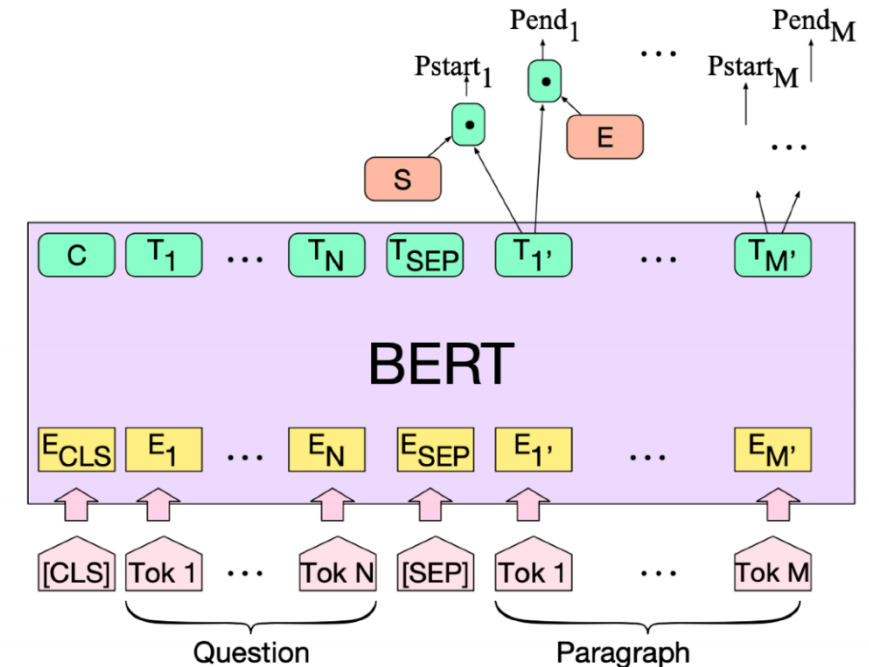 Pend1
... PendM
Pstart1
PstartM
E
...
S
C T1 ... TN TSEP T1’ ... TM’
BERT
ECLS E1 ... EN ESEP E1’ ... EM’
[CLS] Tok 1 ... Tok N [SEP] Tok 1 ... Tok M
Question Paragraph